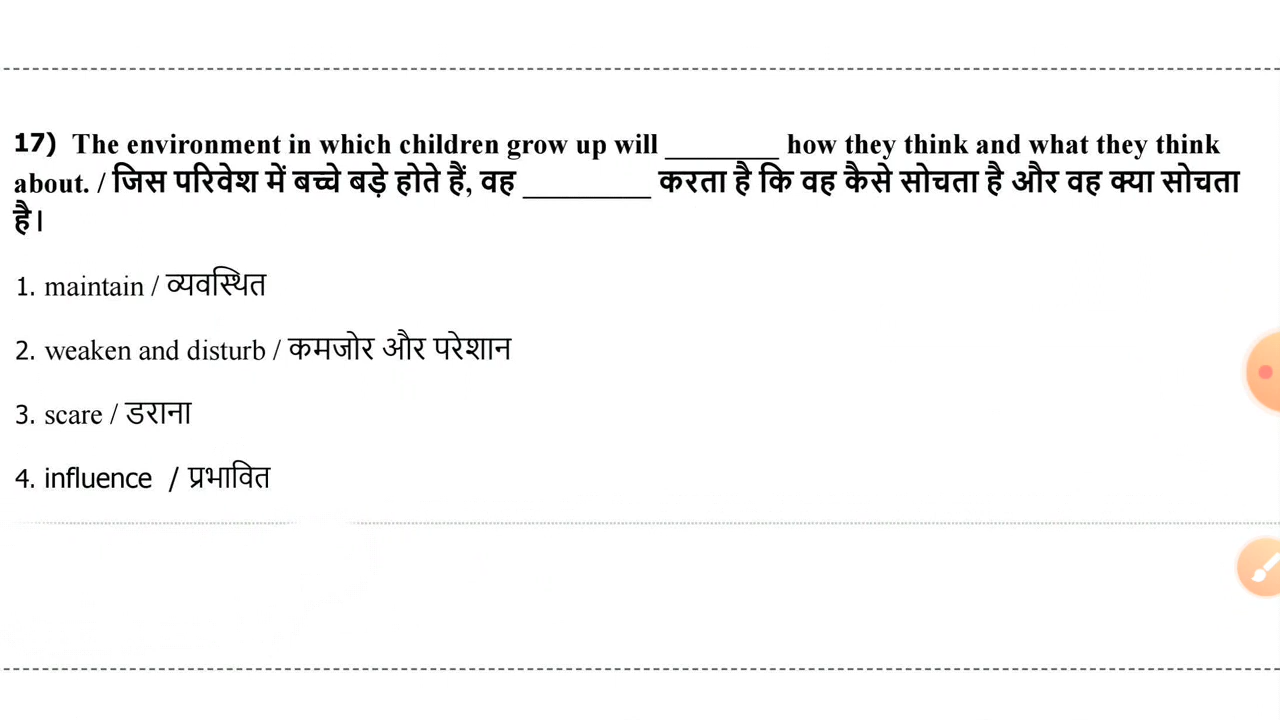 17) The environment in which children grow up will ________ how they think and what they think
about. / जिस परिवेश में बच्चे बड़े होते हैं, वह _________ करता है कि वह कैसे सोचता है और वह क्या सोचता
है।
1. maintain / व्यवस्थित
2. weaken and disturb / कमजोर और परेशान
3. scare / डराना
4. influence / प्रभावित